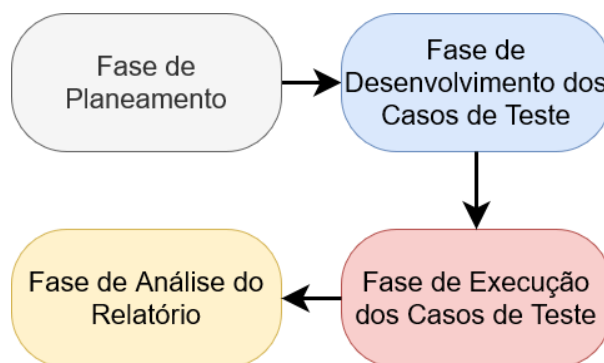 Fase de
Planeamento
Fase de
Desenvolvimento dos
Casos de Teste
Fase de Análise do
Relatório
Fase de Execução
dos Casos de Teste